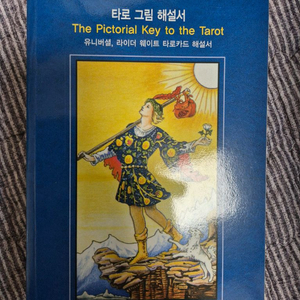 타로 그림 해설서
The Pictorial Key to the Tarot
유니버셜, 라이더 웨이트 타로카드 해설서